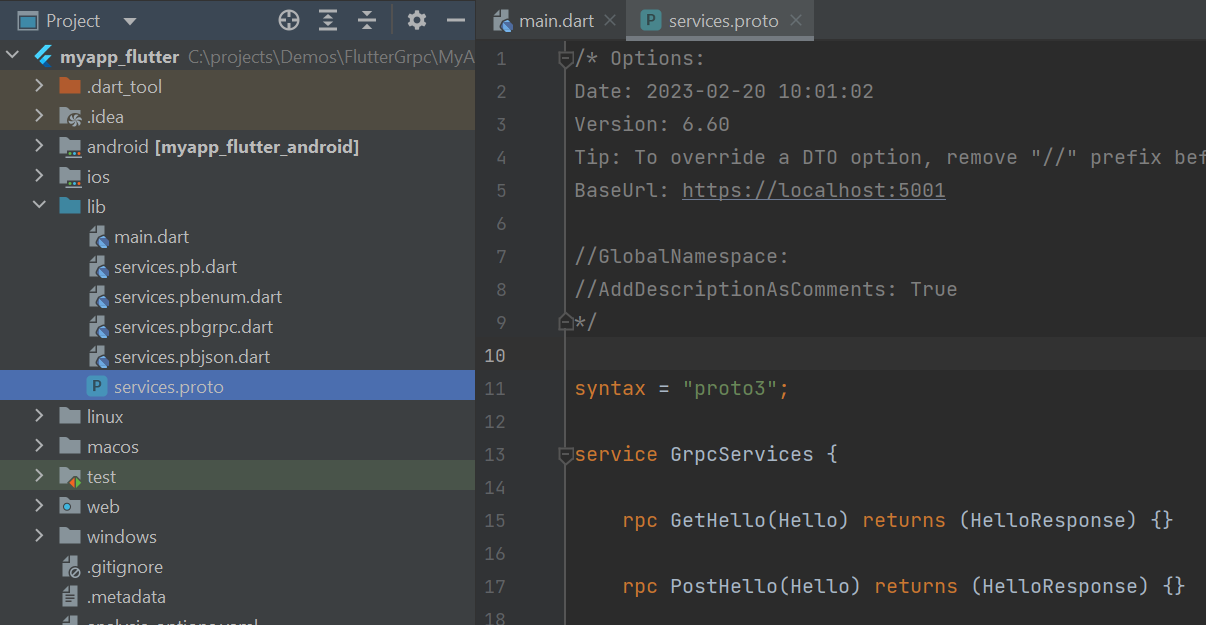 Project
myapp_flutter C:\projects\Demos\FlutterGrpc\MyA
.dart_tool
.idea
android [myapp_flutter_android]
ios
lib
main.dart
services.pb.dart
services.pbenum.dart
services.pbgrpc.dart
services.pbjson.dart
P services.proto
linux
macos
test
web
windows
.gitignore
.metadata
main.dart
P services.proto
1 /* Options:
2 Date: 2023-02-20 10:01:02
3 Version: 6.60
4 Tip: To override a DTO option, remove "//" prefix bef
5 BaseUrl: https://localhost:5001
6
7 //GlobalNamespace:
8 //AddDescriptionAsComments: True
9 */
10
11 syntax = "proto3";
12
13 service GrpcServices {
14
15 rpc GetHello(Hello) returns (HelloResponse) {}
16
17 rpc PostHello(Hello) returns (HelloResponse) {}
18